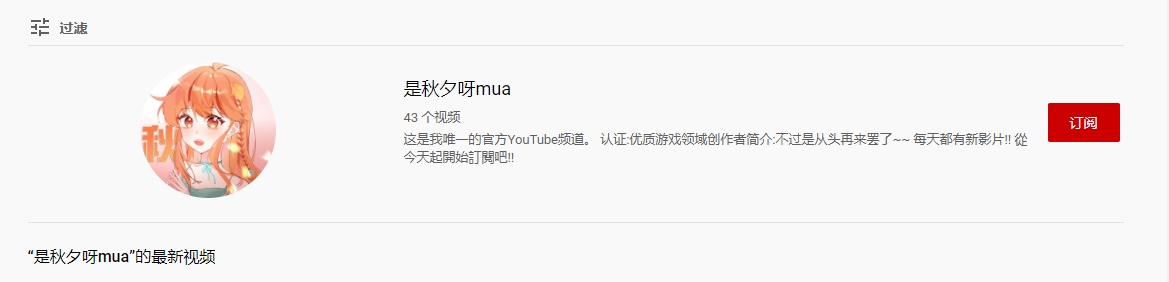 过滤
是秋夕呀mua
秋
43 个视频
这是我唯一的官方YouTube频道。 认证:优质游戏领域创作者简介:不过是从头再来罢了~~ 每天都有新影片!! 從
今天起開始訂閱吧!!
订阅
“是秋夕呀mua”的最新视频